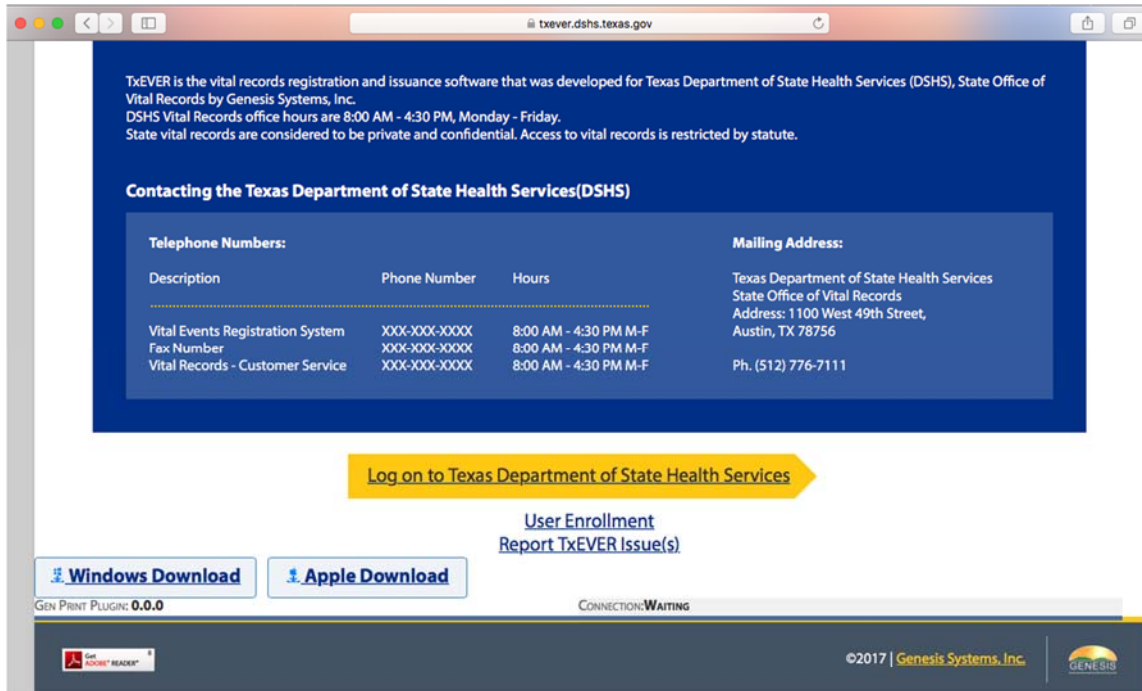 txever.dshs.texas.gov
TxEVER is the vital records registration and issuance software that was developed for Texas Department of State Health Services (DSHS), State Office of
Vital Records by Genesis Systems, Inc.
DSHS Vital Records office hours are 8:00 AM - 4:30 PM, Monday - Friday.
State vital records are considered to be private and confidential. Access to vital records is restricted by statute.
Contacting the Texas Department of State Health Services(DSHS)
Telephone Numbers:
Description Phone Number Hours
Vital Events Registration System XXX-XXX-XXXX 8:00 AM - 4:30 PM M-F
Fax Number XXX-XXX-XXXX 8:00 AM - 4:30 PM M-F
Vital Records - Customer Service XXX-XXX-XXXX 8:00 AM - 4:30 PM M-F
Mailing Address:
Texas Department of State Health Services
State Office of Vital Records
Address: 1100 West 49th Street,
Austin, TX 78756
Ph. (512) 776-7111
Log on to Texas Department of State Health Services
User Enrollment
Report TxEVER Issue(s)
Windows Download Apple Download
GEN PRINT PLUGIN: 0.0.0 CONNECTION:WAITING
Get
ADOBE® READER®
©2017 | Genesis Systems, Inc.
GENESIS